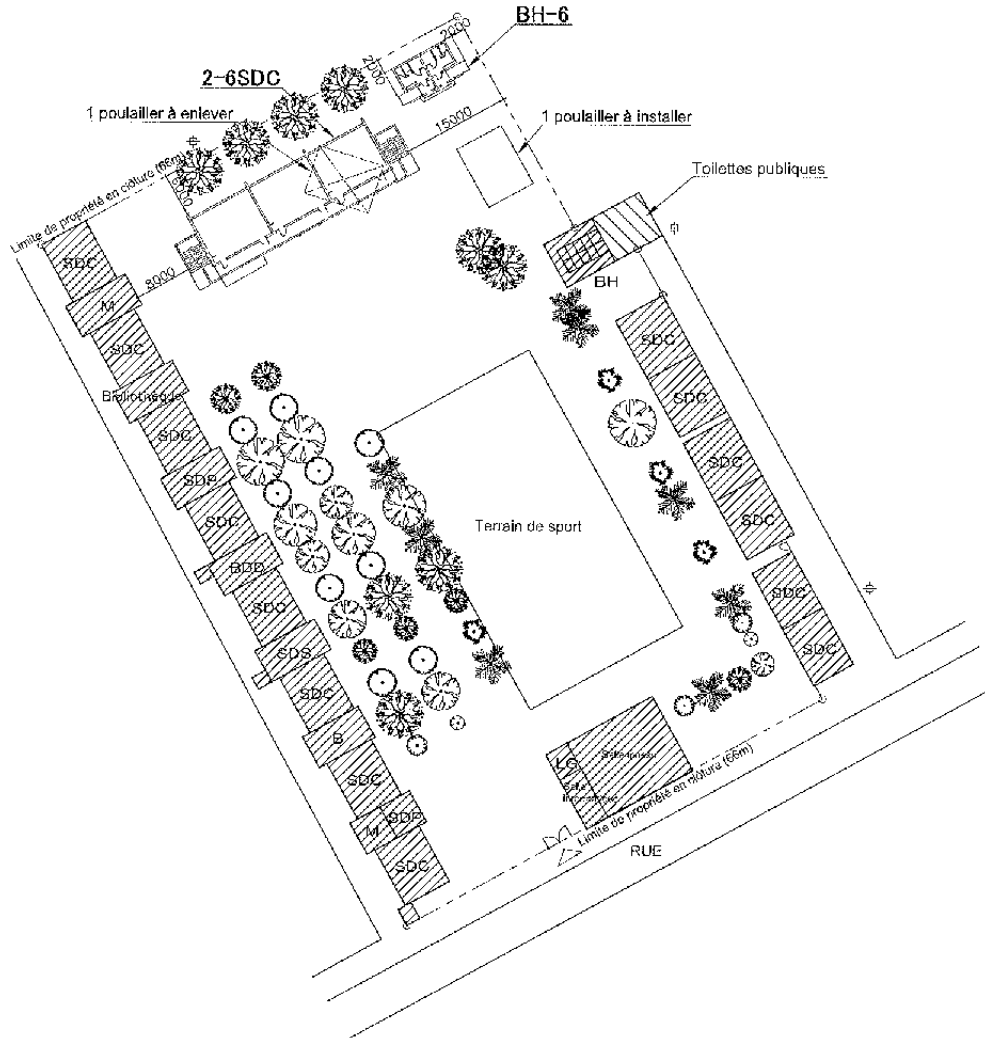 BH-6
2000
2000
2-6SDC
1 poulailler à enlever
15000
1 poulailler à installer
Toilettes publiques
Limite de propriété en clôture (66m)
8000
SDC
M
SDC
Bibliothèque
SDC
SDP
SDC
BDD
SDC
SDS
SDC
B
SDC
SDP
M
SDC
BH
SDC
SDC
SDC
SDC
SDC
SDC
Terrain de sport
LG
Limite de propriété en clôture (66m)
RUE